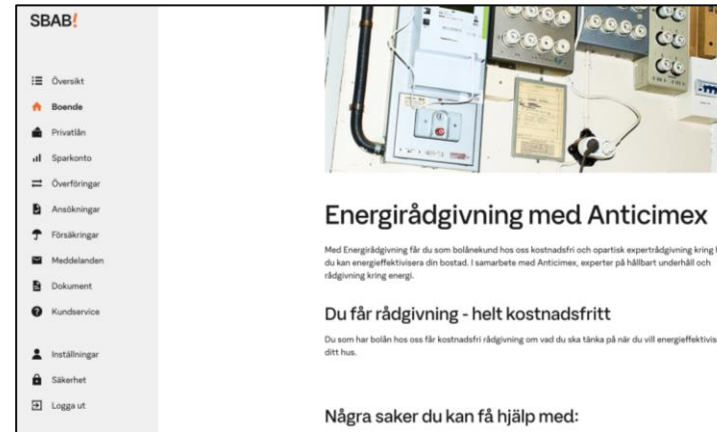 SBAB!
Översikt
Boende
Privatlån
Sparkonto
Överföringar
Ansökningar
Försäkringar
Meddelanden
Dokument
Kundservice
Inställningar
Säkerhet
Logga ut
Energirådgivning med Anticimex
Med Energirådgivning får du som bolånekund hos oss kostnadsfri och opartisk expertrådgivning kring
du kan energieffektivisera din bostad. I samarbete med Anticimex, experter på hållbart underhåll och
rådgivning kring energi.
Du får rådgivning - helt kostnadsfritt
Du som har bolån hos oss får kostnadsfri rådgivning om vad du ska tänka på när du vill energieffektivis
ditt hus.
Några saker du kan få hjälp med: